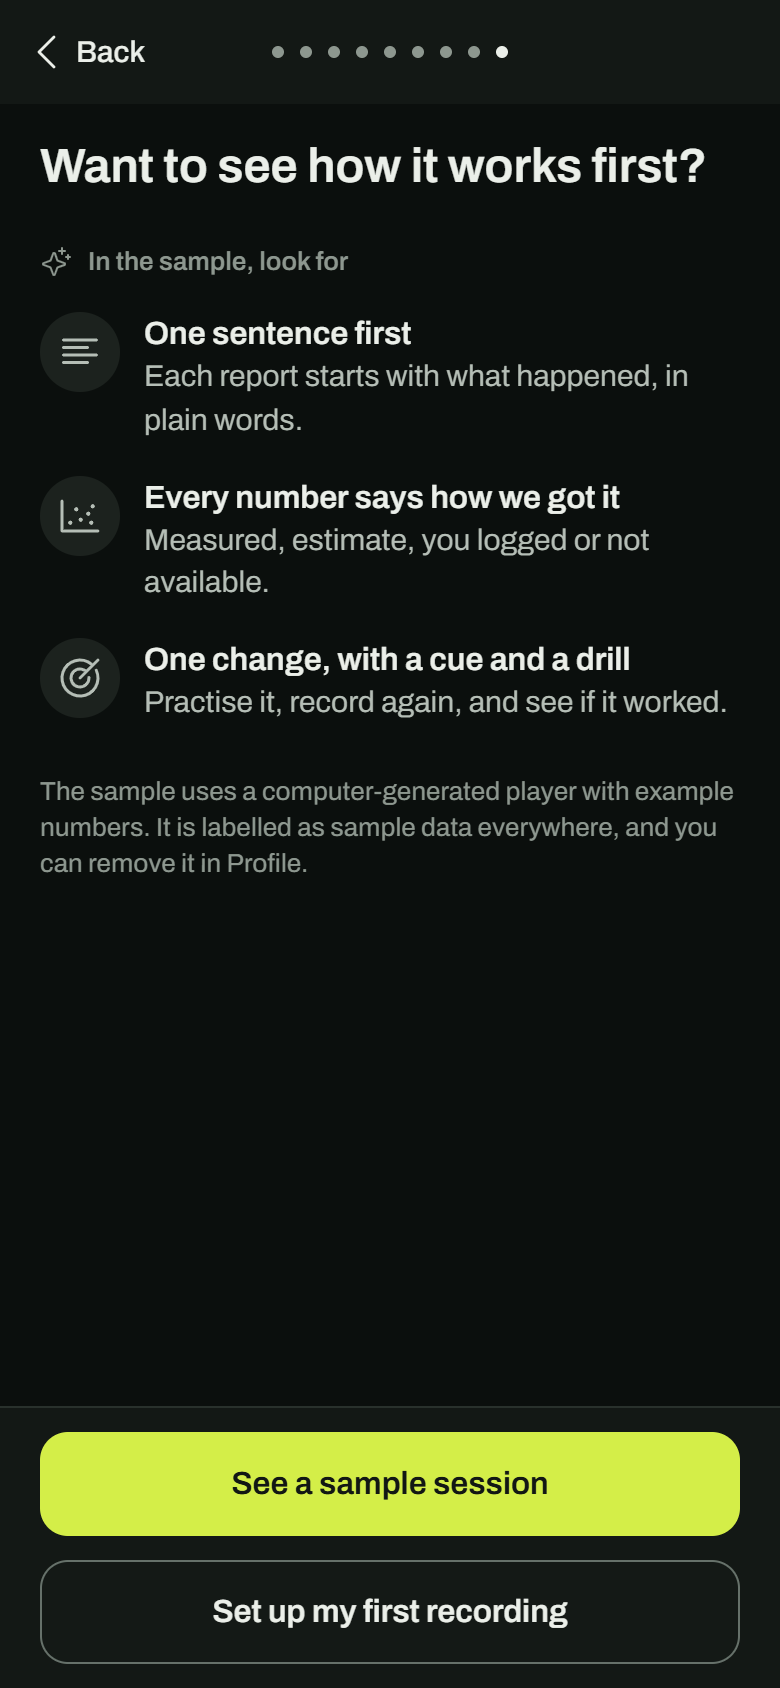 Back
Want to see how it works first?
In the sample, look for
One sentence first
Each report starts with what happened, in
plain words.
Every number says how we got it
Measured, estimate, you logged or not
available.
One change, with a cue and a drill
Practise it, record again, and see if it worked.
The sample uses a computer-generated player with example
numbers. It is labelled as sample data everywhere, and you
can remove it in Profile.
See a sample session
Set up my first recording